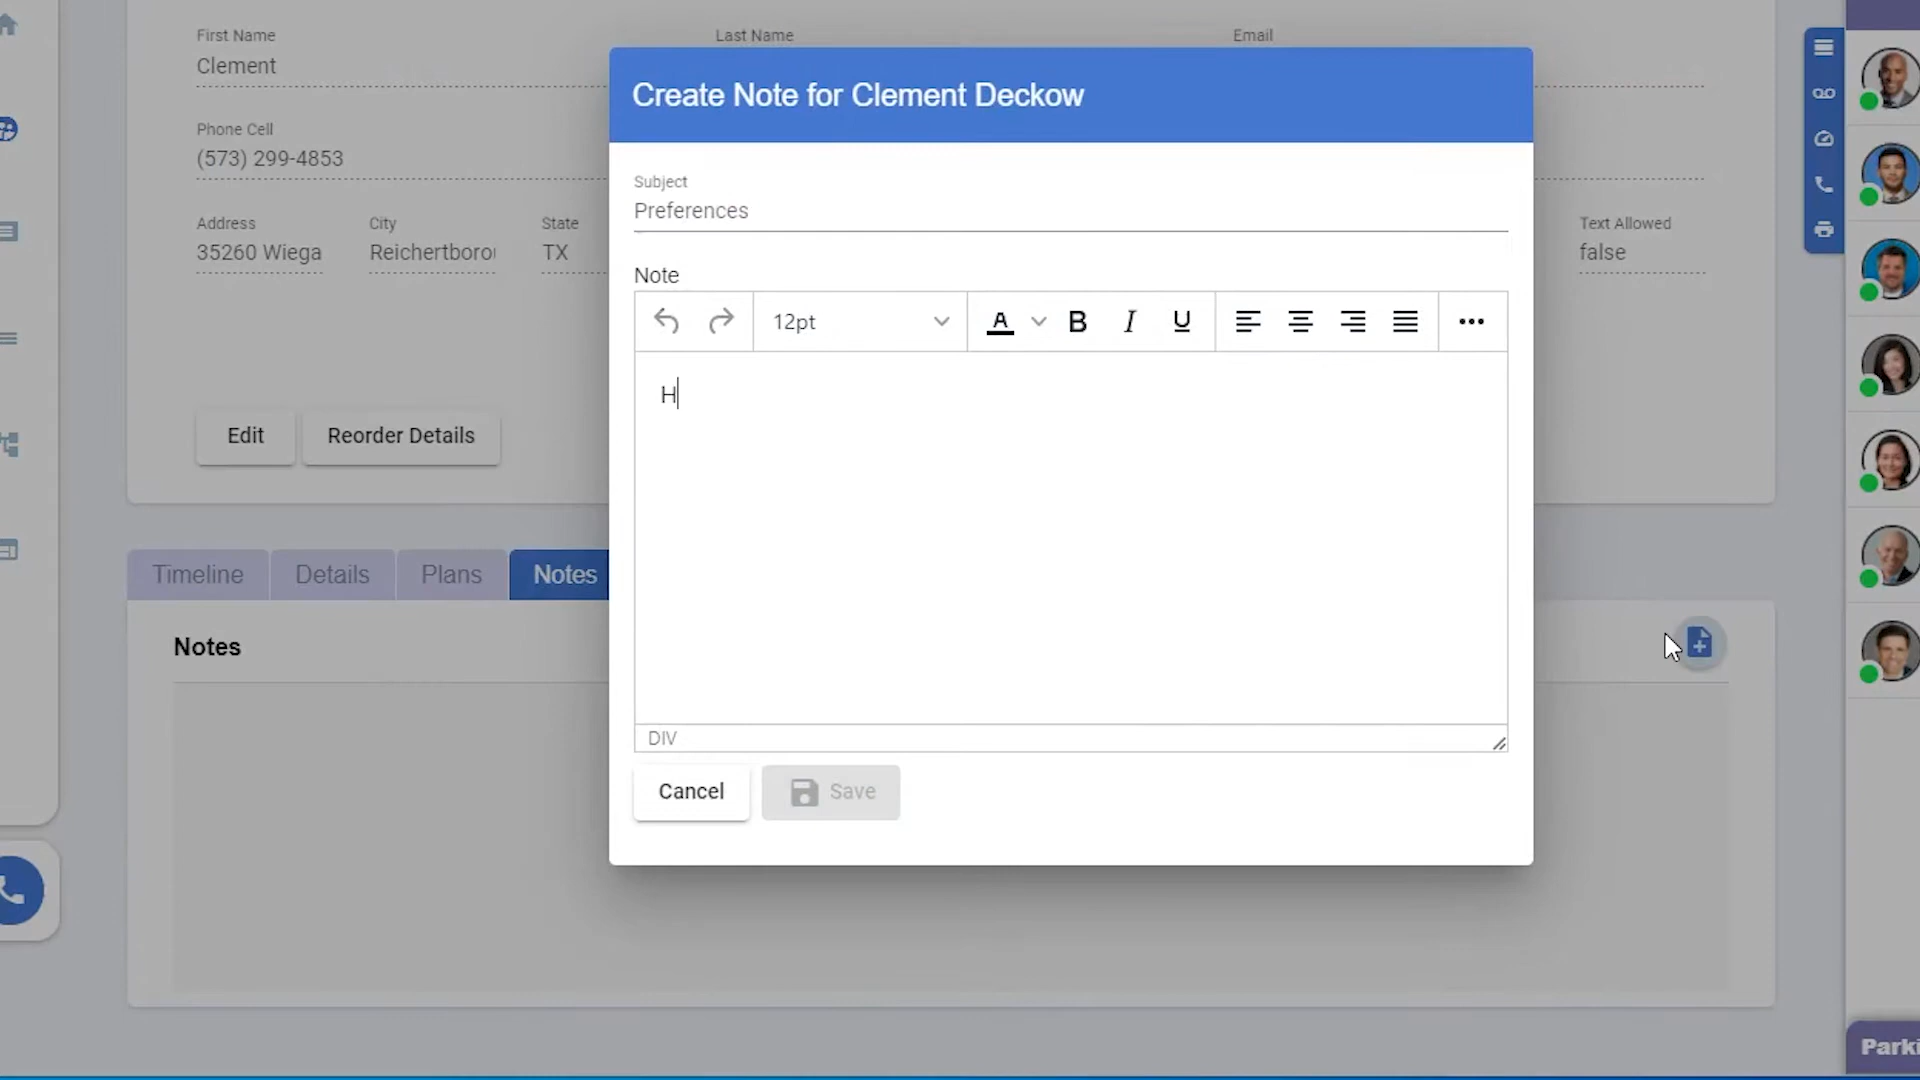 First Name
Last Name
Email
Clement
Create Note for Clement Deckow
Phone Cell
(573) 299-4853
Subject
Preferences
Address
City
State
Text Allowed
35260 Wiega
TX
false
Note
12pt
A
B
I
U
H
Edit
Reorder Details
Timeline
Details
Plans
Notes
Notes
DIV
Cancel
Save